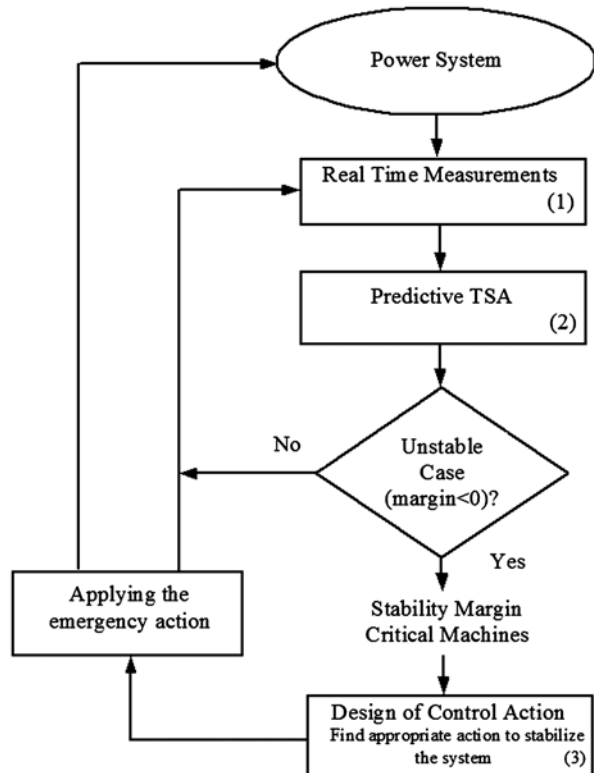 Power System
Real Time Measurements
(1)
Predictive TSA
(2)
No
Unstable
Case
(margin<0)?
Yes
Applying the
emergency action
Stability Margin
Critical Machines
Design of Control Action
Find appropriate action to stabilize
the system
(3)